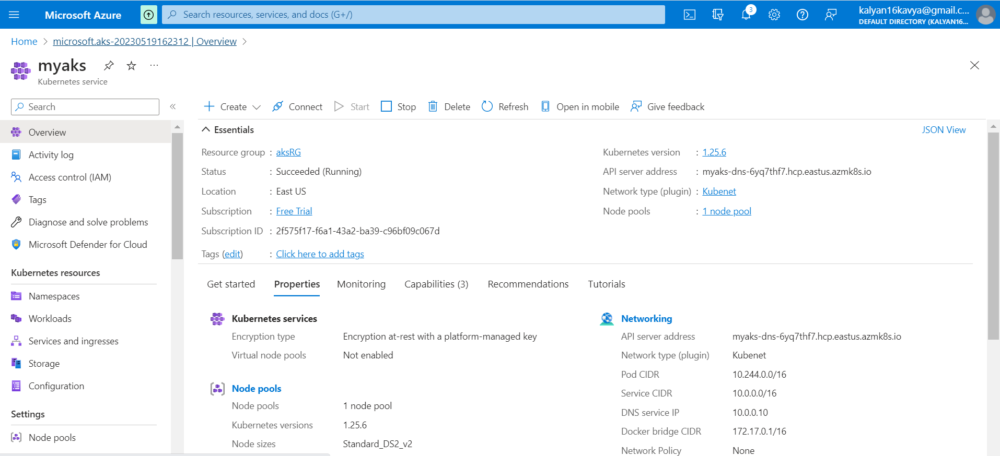 Microsoft Azure
Search resources, services, and docs (G+/)
3
kalyan16kavya@gmail.c...
DEFAULT DIRECTORY (KALYAN16...
Home > microsoft.aks-20230519162312 | Overview >
myaks
Kubernetes service
Search
Create Connect Start Stop Delete Refresh Open in mobile Give feedback
Overview
Activity log
Access control (IAM)
Tags
Diagnose and solve problems
Microsoft Defender for Cloud
Kubernetes resources
Namespaces
Workloads
Services and ingresses
Storage
Configuration
Settings
Node pools
Essentials
JSON View
Resource group : aksRG
Status : Succeeded (Running)
Location : East US
Subscription : Free Trial
Subscription ID : 2f575f17-f6a1-43a2-ba39-c96bf09c067d
Tags (edit) : Click here to add tags
Kubernetes version : 1.25.6
API server address : myaks-dns-6yq7thf7.hcp.eastus.azmk8s.io
Network type (plugin) : Kubenet
Node pools : 1 node pool
Get started Properties Monitoring Capabilities (3) Recommendations Tutorials
Kubernetes services
Encryption type Encryption at-rest with a platform-managed key
Virtual node pools Not enabled
Node pools
Node pools 1 node pool
Kubernetes versions 1.25.6
Node sizes Standard_DS2_v2
Networking
API server address myaks-dns-6yq7thf7.hcp.eastus.azmk8s.io
Network type (plugin) Kubenet
Pod CIDR 10.244.0.0/16
Service CIDR 10.0.0.0/16
DNS service IP 10.0.0.10
Docker bridge CIDR 172.17.0.1/16
Network Policy None